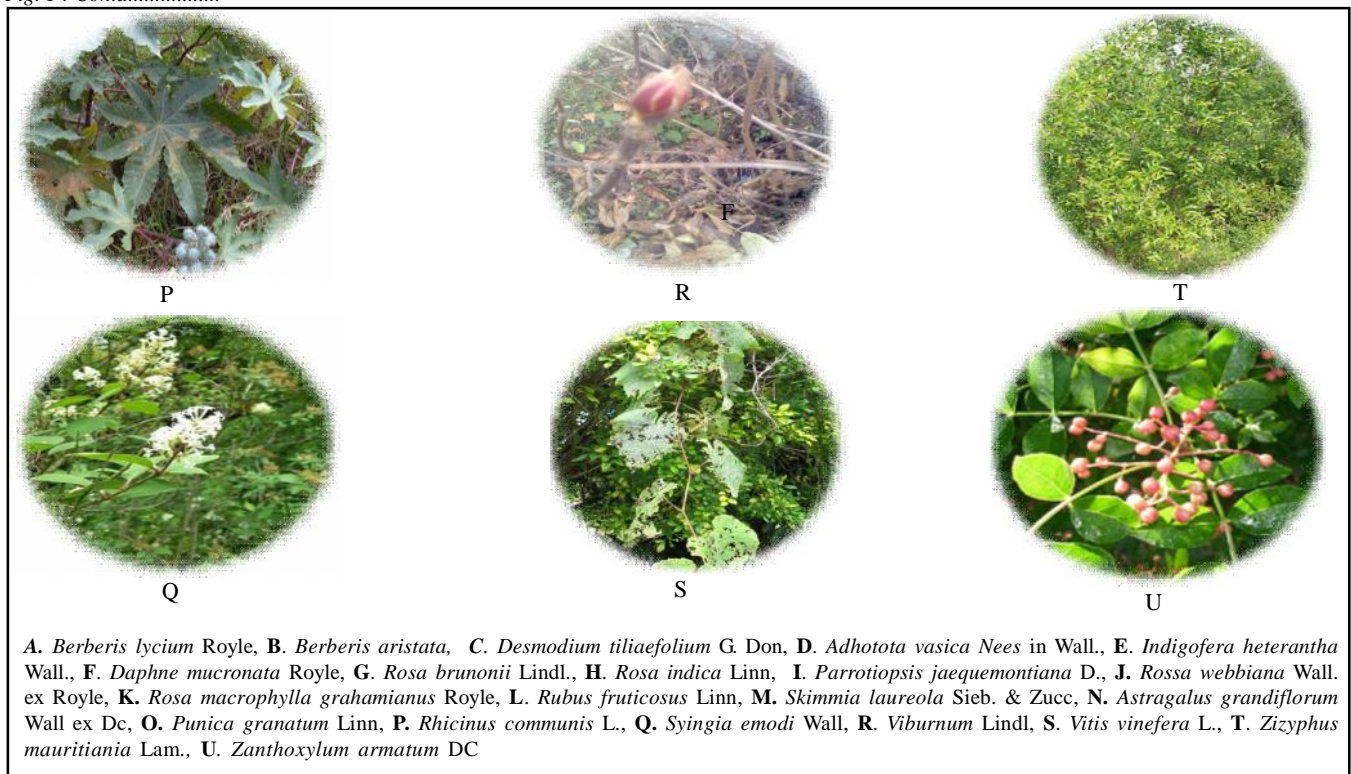 P
R
F
T
Q
S
U
A. Berberis lycium Royle, B. Berberis aristata, C. Desmodium tiliaefolium G. Don, D. Adhotota vasica Nees in Wall., E. Indigofera heterantha
Wall., F. Daphne mucronata Royle, G. Rosa brunonii Lindl., H. Rosa indica Linn, I. Parrotiopsis jaequemontiana D., J. Rossa webbiana Wall.
ex Royle, K. Rosa macrophylla grahamianus Royle, L. Rubus fruticosus Linn, M. Skimmia laureola Sieb. & Zucc, N. Astragalus grandiflorum
Wall ex Dc, O. Punica granatum Linn, P. Rhicinus communis L., Q. Syingia emodi Wall, R. Viburnum Lindl, S. Vitis vinefera L., T. Zizyphus
mauritiania Lam., U. Zanthoxylum armatum DC